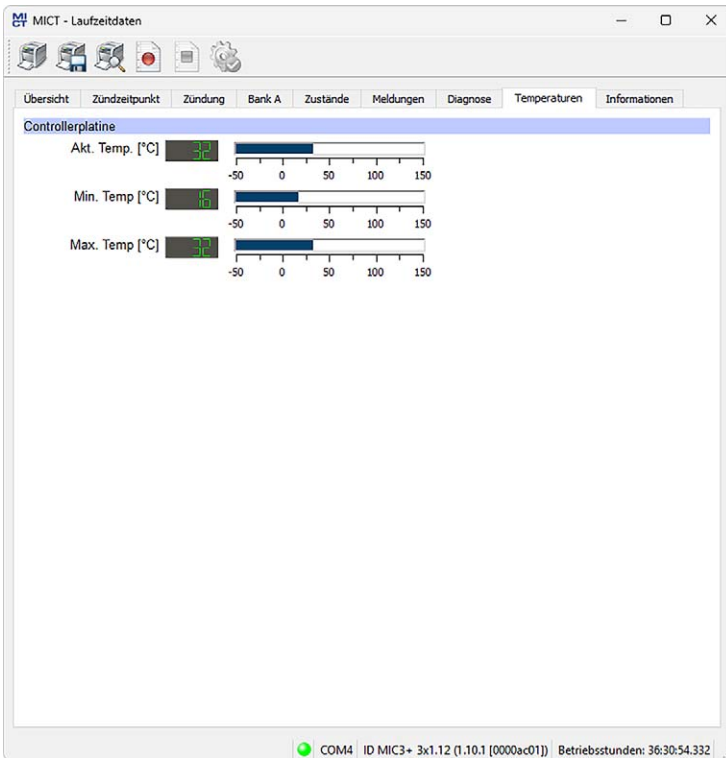 MICT - Laufzeitdaten
Übersicht Zündzeitpunkt Zündung Bank A Zustände Meldungen Diagnose Temperaturen Informationen
Controllerplatine
Akt. Temp. [°C] 32
-50 0 50 100 150
Min. Temp [°C] 16
-50 0 50 100 150
Max. Temp [°C] 32
-50 0 50 100 150
COM4 ID MIC3+ 3x1.12 (1.10.1 [0000ac01]) Betriebsstunden: 36:30:54.332